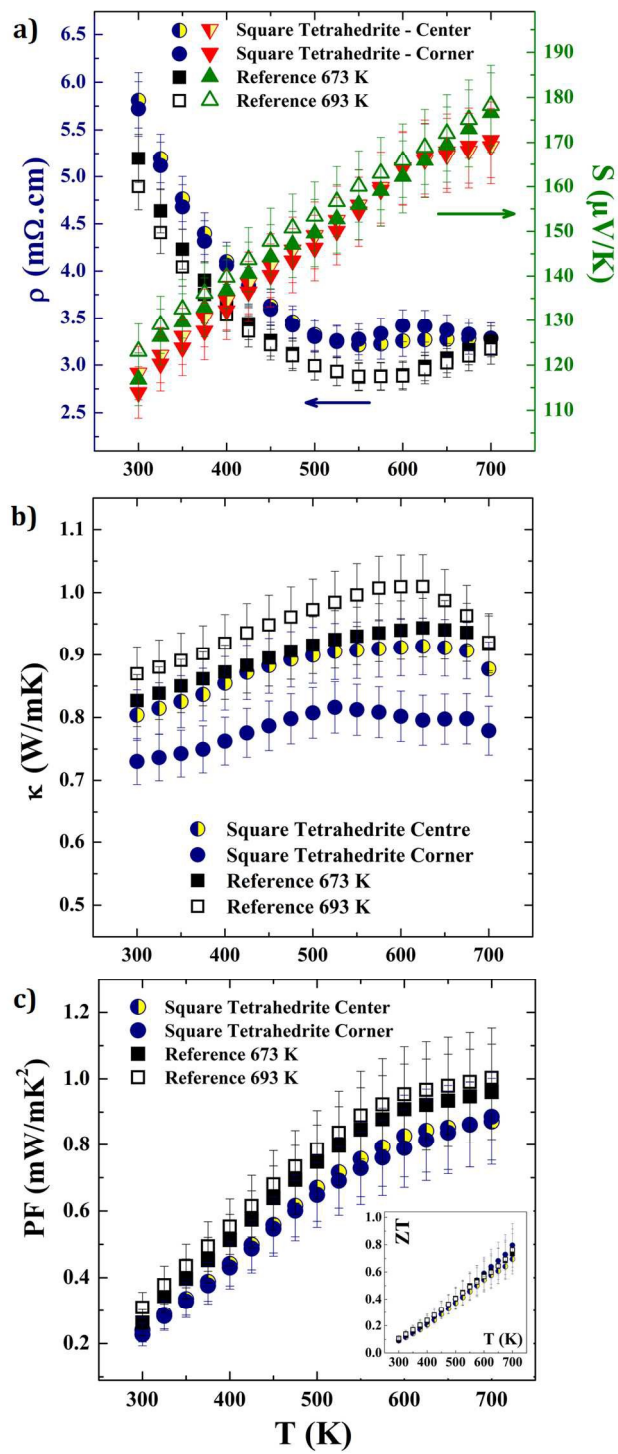 a)
Square Tetrahedrite - Center
Square Tetrahedrite - Corner
Reference 673 K
Reference 693 K
6.5
6.0
5.5
5.0
4.5
4.0
3.5
3.0
2.5
ρ (mΩ.cm)
190
180
170
160
150
140
130
120
110
S (μV/K)
300 400 500 600 700
b)
1.1
1.0
0.9
0.8
0.7
0.6
0.5
κ (W/mK)
Square Tetrahedrite Centre
Square Tetrahedrite Corner
Reference 673 K
Reference 693 K
300 400 500 600 700
c)
Square Tetrahedrite Center
Square Tetrahedrite Corner
Reference 673 K
Reference 693 K
1.2
1.0
0.8
0.6
0.4
0.2
PF (mW/mK²)
1.0
0.8
0.6
0.4
0.2
0.0
ZT
T (K)
300 400 500 600 700
300 400 500 600 700
T (K)